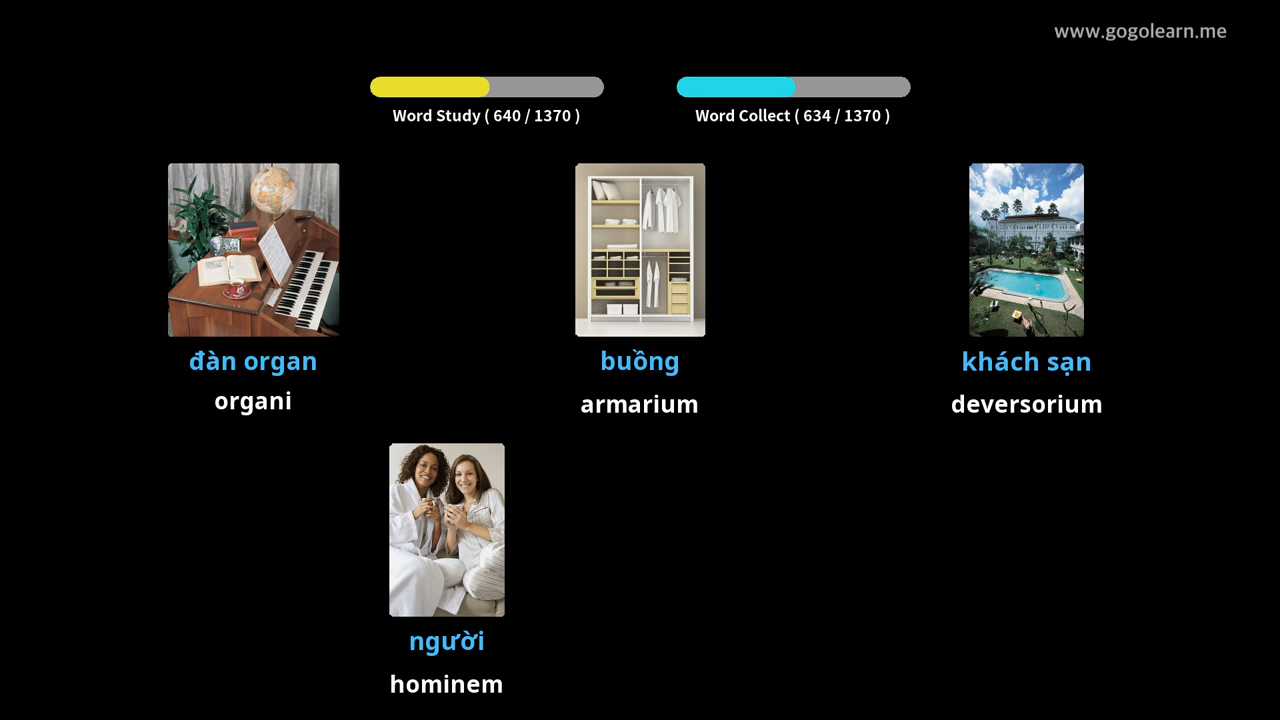 www.gogolearn.me
Word Study ( 640 / 1370 )
Word Collect ( 634 / 1370 )
đàn organ
buồng
khách sạn
organi
armarium
deversorium
người
hominem